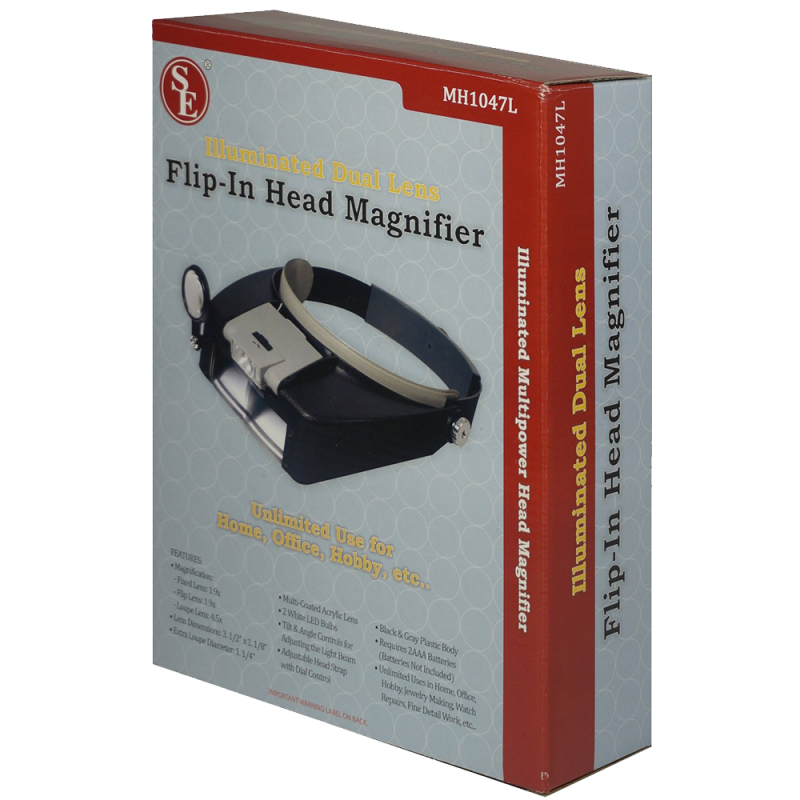 SE
®
MH1047L
Illuminated Dual Lens
Flip-In Head Magnifier
Unlimited Use for
Home, Office, Hobby, etc..
FEATURES:
• Magnification:
- Fixed Lens: 1.9x
- Flip Lens: 1.9x
- Loupe Lens: 4.5x
• Lens Dimensions: 3. 1/2" x 1. 1/8"
• Extra Loupe Diameter: 1. 1/4"
• Multi-Coated Acrylic Lens
• 2 White LED Bulbs
• Tilt & Angle Controls for
Adjusting the Light Beam
• Adjustable Head Strap
with Dial Control
• Black & Gray Plastic Body
• Requires 2AAA Batteries
(Batteries Not Included)
• Unlimited Uses in Home, Office,
Hobby, Jewelry Making, Watch
Repairs, Fine Detail Work, etc...
IMPORTANT WARNING LABEL ON BACK.
Illuminated Multipower Head Magnifier
MH1047L
Illuminated Dual Lens
Flip-In Head Magnifier